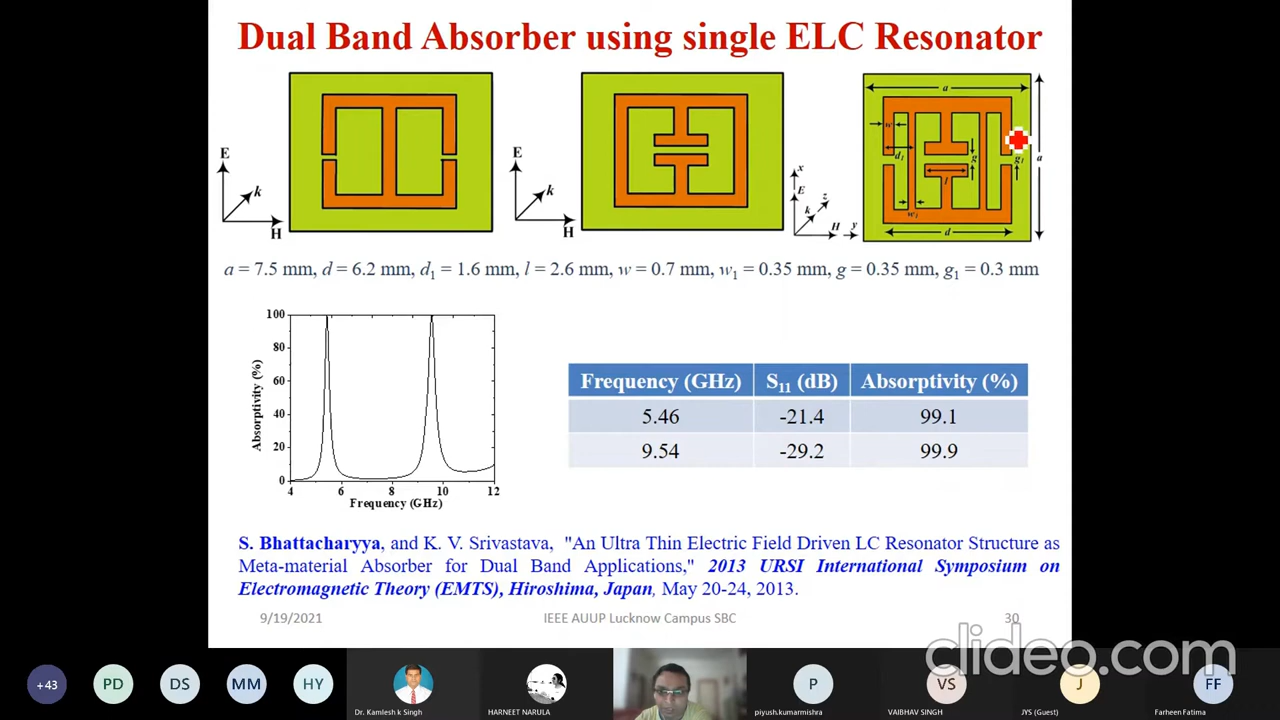 Dual Band Absorber using single ELC Resonator
E
k
H
E
k
H
x
E
z
k
H
y
a
w
d1
g
g1
l
w1
d
a
a = 7.5 mm, d = 6.2 mm, d1 = 1.6 mm, l = 2.6 mm, w = 0.7 mm, w1 = 0.35 mm, g = 0.35 mm, g1 = 0.3 mm
Absorptivity (%)
100
80
60
40
20
0
4 6 8 10 12
Frequency (GHz)
Frequency (GHz) S11 (dB) Absorptivity (%)
5.46 -21.4 99.1
9.54 -29.2 99.9
S. Bhattacharyya, and K. V. Srivastava, "An Ultra Thin Electric Field Driven LC Resonator Structure as
Meta-material Absorber for Dual Band Applications," 2013 URSI International Symposium on
Electromagnetic Theory (EMTS), Hiroshima, Japan, May 20-24, 2013.
9/19/2021 IEEE AUUP Lucknow Campus SBC 30
clideo.com
+43 PD DS MM HY P VS J FF
Dr. Kamlesh k Singh HARNEET NARULA piyush.kumarmishra VAIBHAV SINGH JYS (Guest) Farheen Fatima